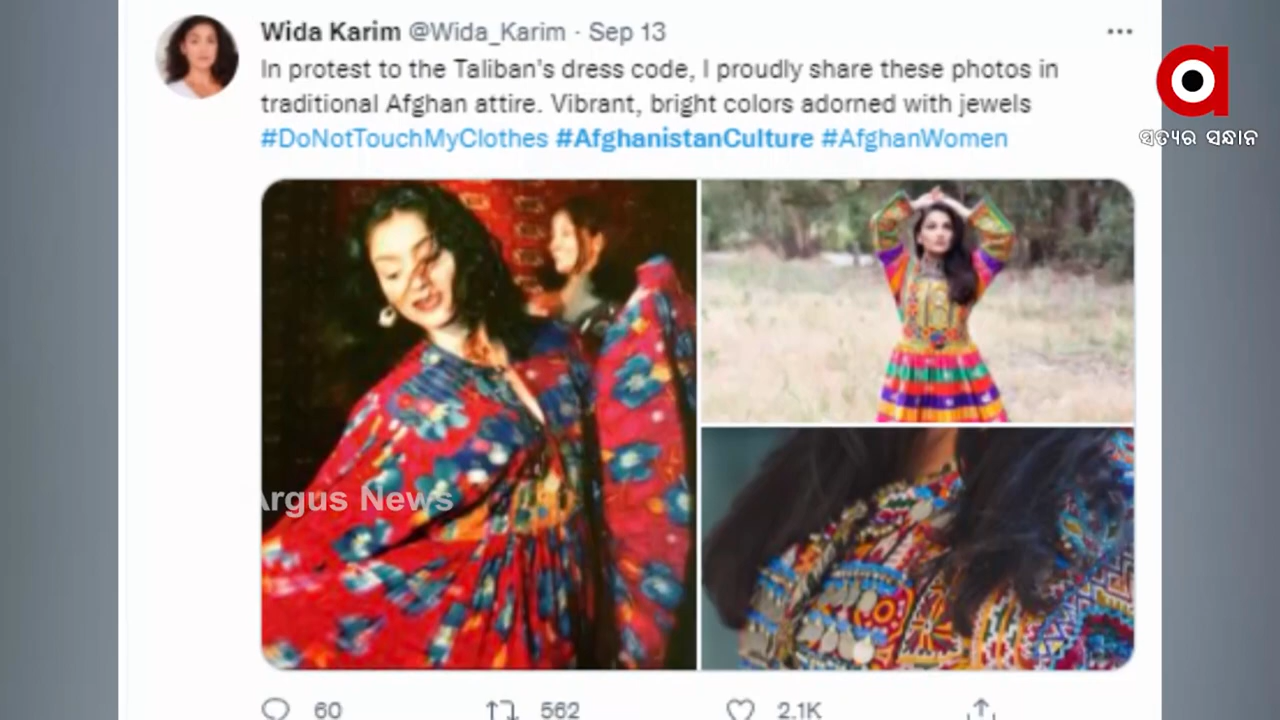 Wida Karim @Wida_Karim · Sep 13
In protest to the Taliban's dress code, I proudly share these photos in
traditional Afghan attire. Vibrant, bright colors adorned with jewels
#DoNotTouchMyClothes #AfghanistanCulture #AfghanWomen
ସତ୍ୟର ସନ୍ଧାନ
Argus News
60 562 2.1K